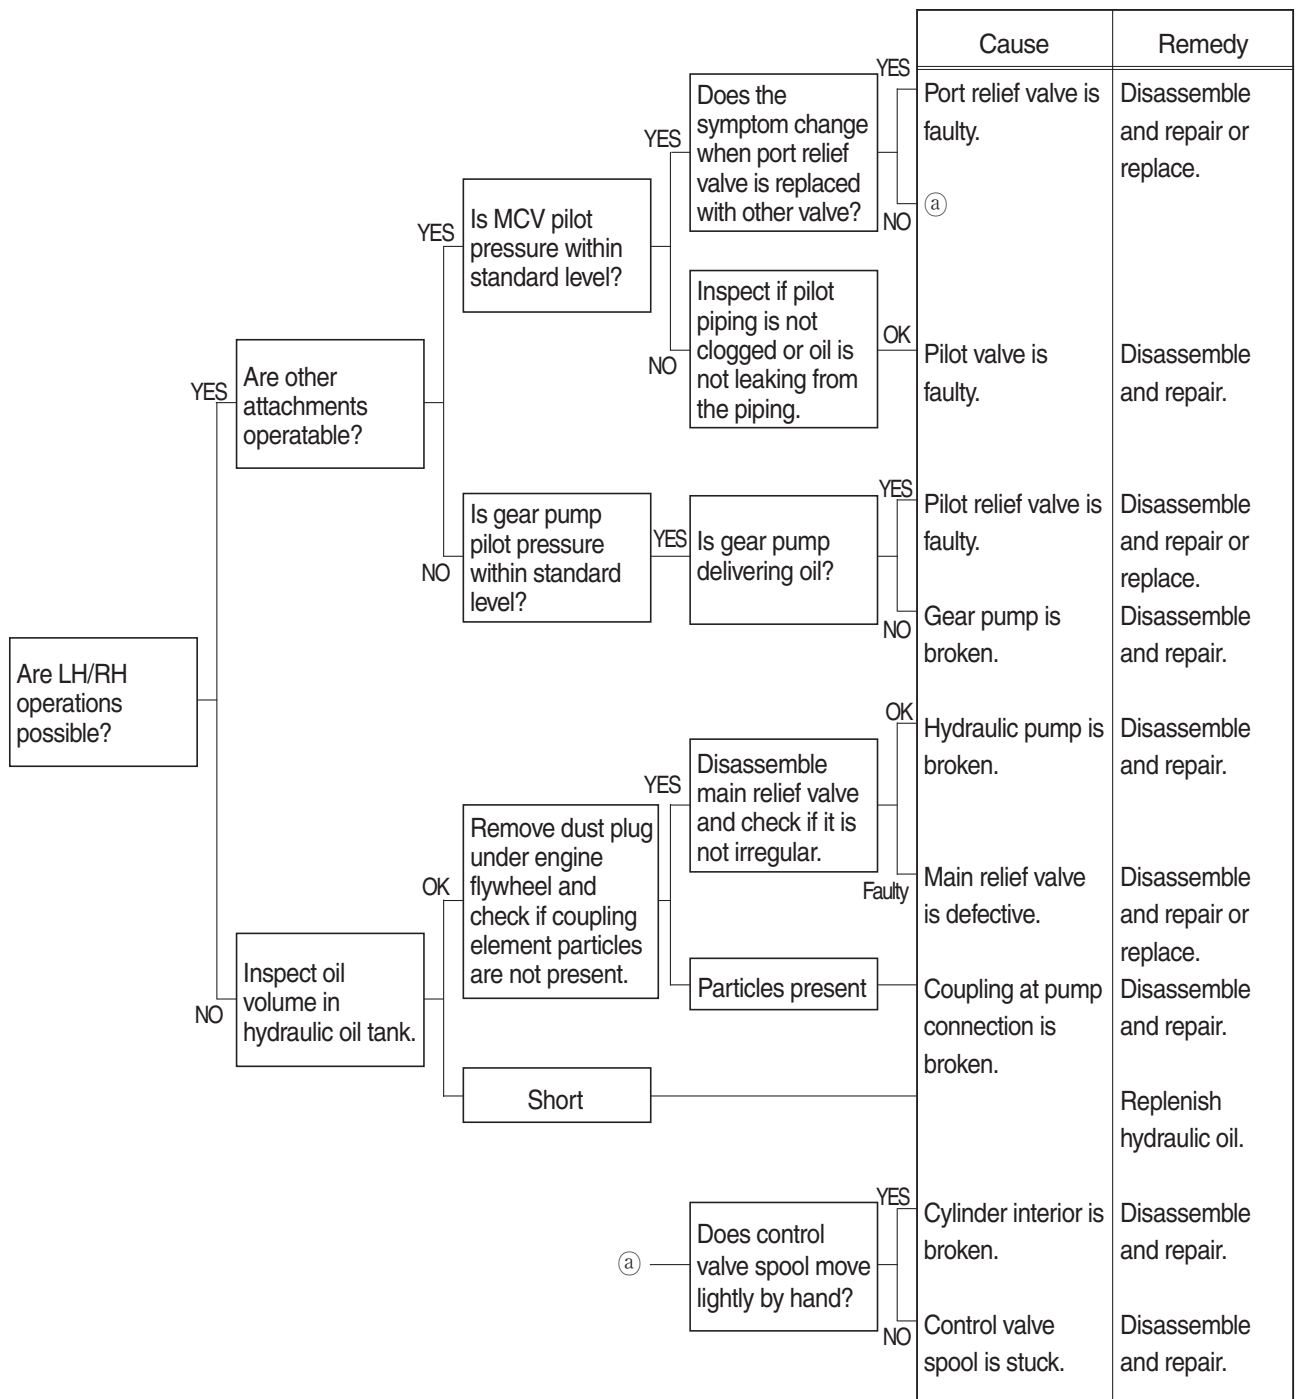 Cause
Remedy
Are LH/RH
operations
possible?
YES
Are other
attachments
operatable?
YES
Is MCV pilot
pressure within
standard level?
YES
Does the
symptom change
when port relief
valve is replaced
with other valve?
YES
Port relief valve is
faulty.
Disassemble
and repair or
replace.
NO
ⓐ
NO
Inspect if pilot
piping is not
clogged or oil is
not leaking from
the piping.
OK
Pilot valve is
faulty.
Disassemble
and repair.
NO
Is gear pump
pilot pressure
within standard
level?
YES
Is gear pump
delivering oil?
YES
Pilot relief valve is
faulty.
Disassemble
and repair or
replace.
NO
Gear pump is
broken.
Disassemble
and repair.
NO
Inspect oil
volume in
hydraulic oil tank.
OK
Remove dust plug
under engine
flywheel and
check if coupling
element particles
are not present.
YES
Disassemble
main relief valve
and check if it is
not irregular.
OK
Hydraulic pump is
broken.
Disassemble
and repair.
Faulty
Main relief valve
is defective.
Disassemble
and repair or
replace.
Particles present
Coupling at pump
connection is
broken.
Disassemble
and repair.
Short
Replenish
hydraulic oil.
ⓐ
Does control
valve spool move
lightly by hand?
YES
Cylinder interior is
broken.
Disassemble
and repair.
NO
Control valve
spool is stuck.
Disassemble
and repair.